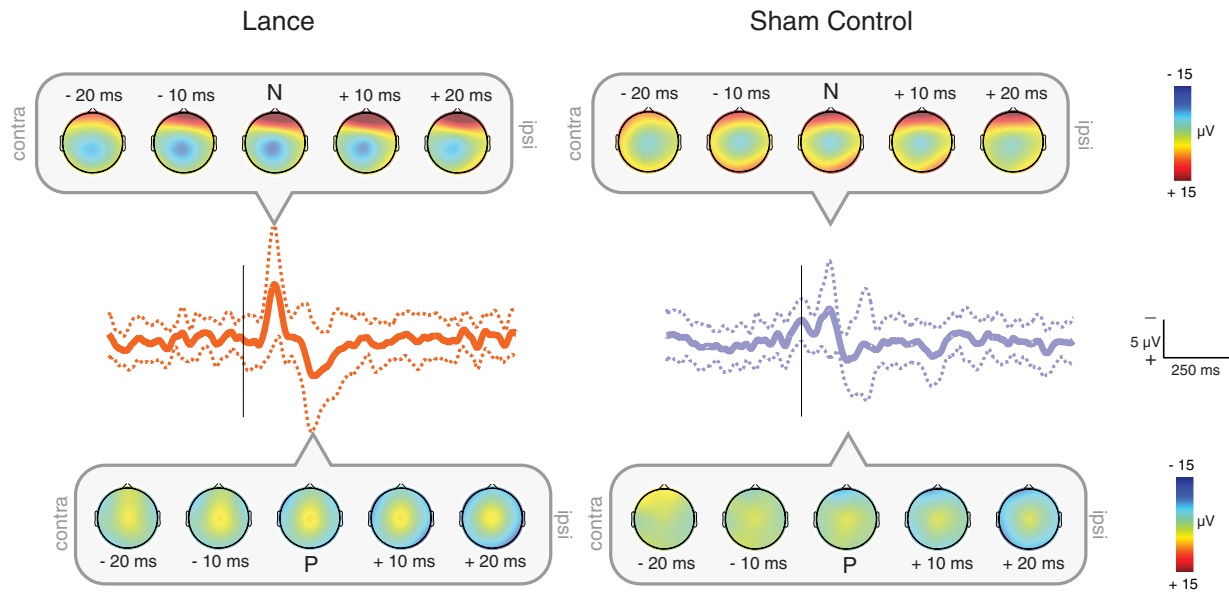 Lance
Sham Control
- 20 ms
- 10 ms
N
+ 10 ms
+ 20 ms
contra
ipsi
- 20 ms
- 10 ms
N
+ 10 ms
+ 20 ms
contra
ipsi
- 15
µV
+ 15
–
5 µV
+
250 ms
contra
ipsi
- 20 ms
- 10 ms
P
+ 10 ms
+ 20 ms
contra
ipsi
- 20 ms
- 10 ms
P
+ 10 ms
+ 20 ms
- 15
µV
+ 15